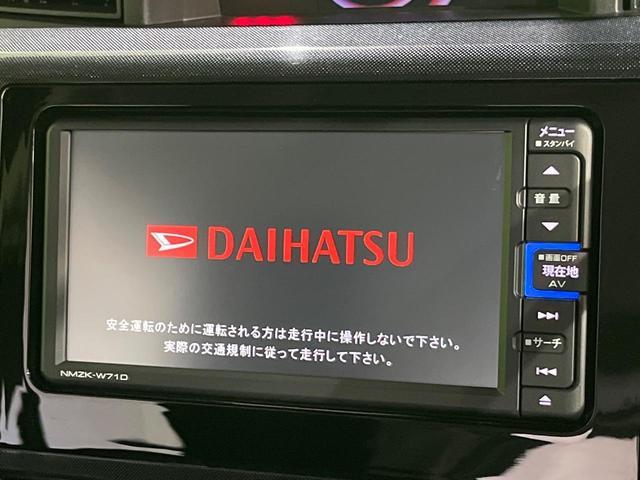 メニュー
■スタンバイ
音量
DAIHATSU
■画面OFF
現在地
AV
安全運転のために運転される方は走行中に操作しないで下さい。
実際の交通規制に従って走行して下さい。
■サーチ
NMZK-W71D